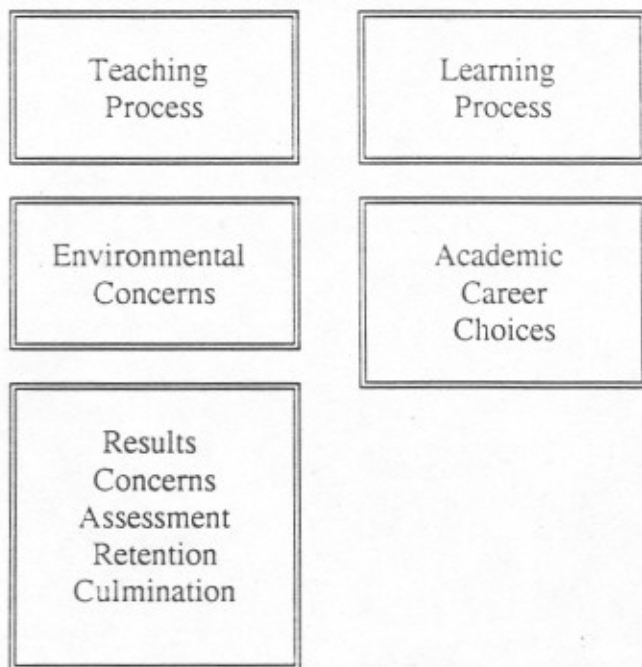 Teaching
Process
Learning
Process
Environmental
Concerns
Academic
Career
Choices
Results
Concerns
Assessment
Retention
Culmination